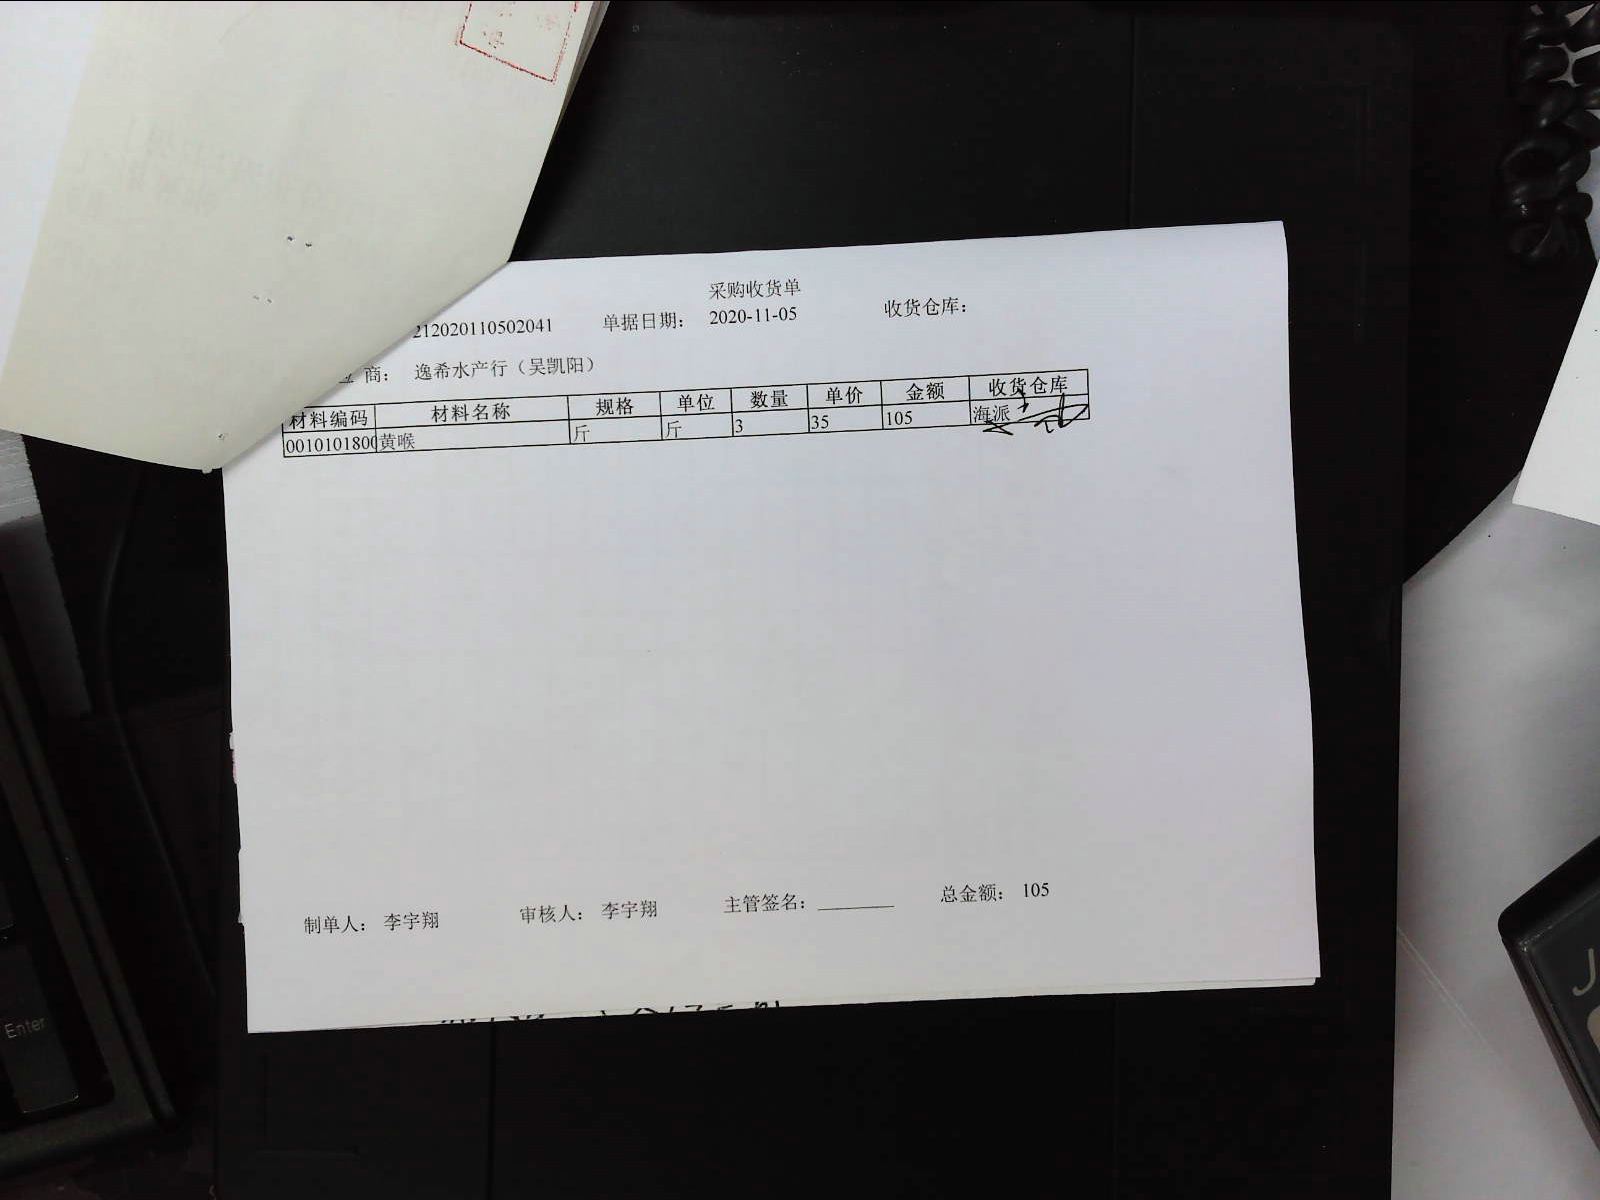 采购收货单
212020110502041 单据日期： 2020-11-05 收货仓库：
商： 逸希水产行（吴凯阳）
材料编码 材料名称 规格 单位 数量 单价 金额 收货仓库
0010101800 黄喉 斤 斤 3 35 105 海派
制单人： 李宇翔 审核人： 李宇翔 主管签名：________ 总金额： 105
Enter
J